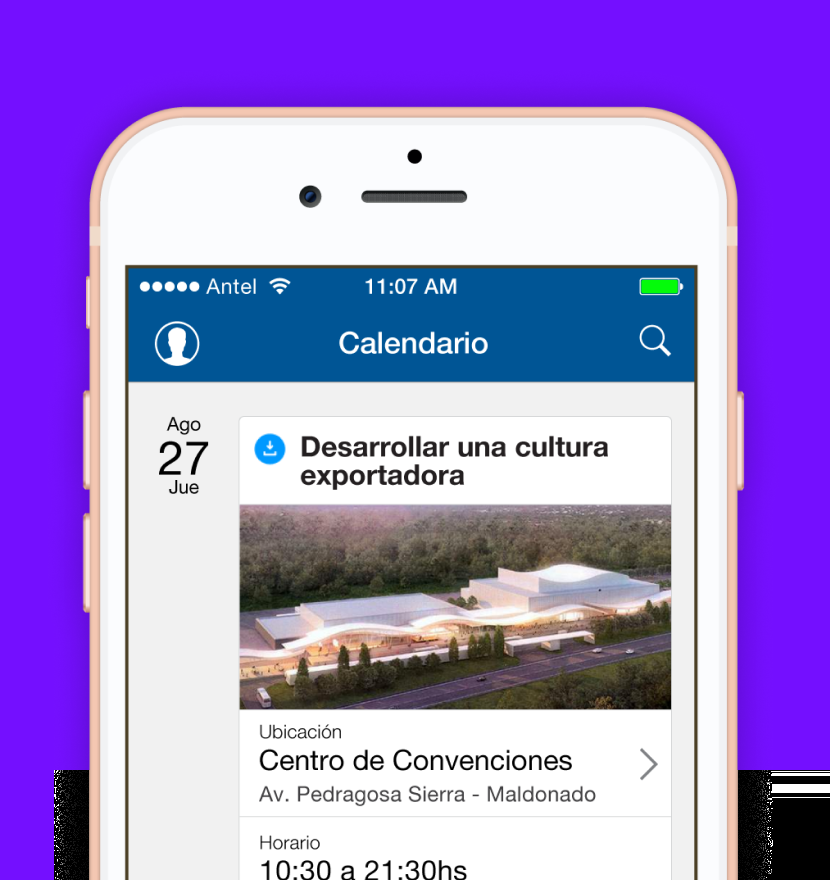 Antel 11:07 AM
Calendario
Ago
27
Jue
Desarrollar una cultura
exportadora
Ubicación
Centro de Convenciones
Av. Pedragosa Sierra - Maldonado
Horario
10:30 a 21:30hs